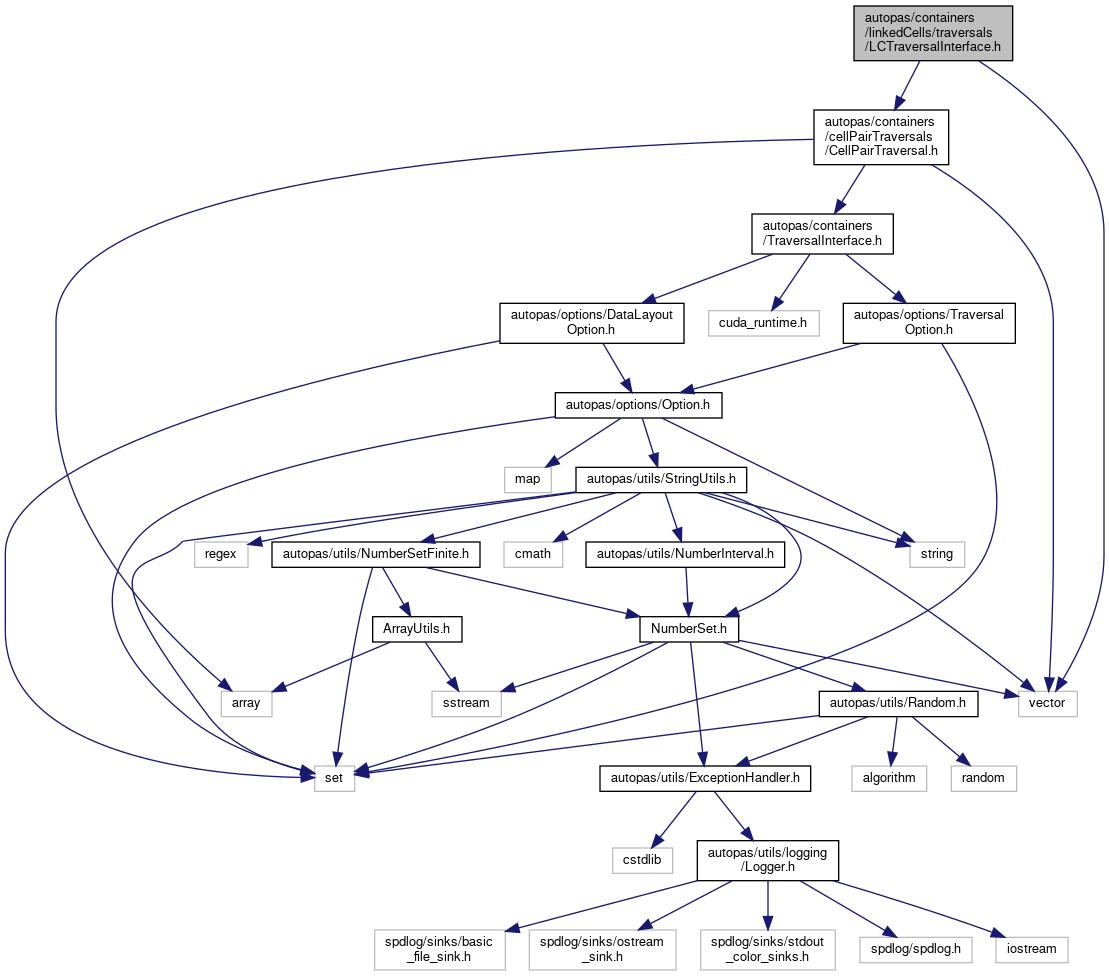 autopas/containers
/linkedCells/traversals
/LCTraversalInterface.h
autopas/containers
/cellPairTraversals
/CellPairTraversal.h
autopas/containers
/TraversalInterface.h
autopas/options/DataLayout
Option.h
cuda_runtime.h
autopas/options/Traversal
Option.h
autopas/options/Option.h
map
autopas/utils/StringUtils.h
regex
autopas/utils/NumberSetFinite.h
cmath
autopas/utils/NumberInterval.h
string
ArrayUtils.h
NumberSet.h
array
sstream
autopas/utils/Random.h
vector
set
autopas/utils/ExceptionHandler.h
algorithm
random
cstdlib
autopas/utils/logging
/Logger.h
spdlog/sinks/basic
_file_sink.h
spdlog/sinks/ostream
_sink.h
spdlog/sinks/stdout
_color_sinks.h
spdlog/spdlog.h
iostream